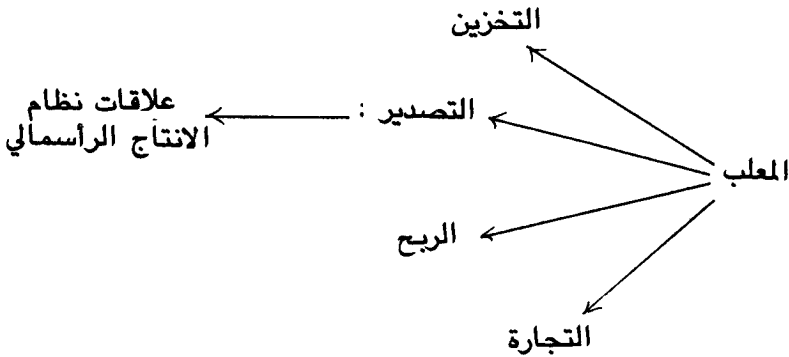 التخزين
التصدير :
علاقات نظام
الانتاج الرأسمالي
المعلب
الربح
التجارة